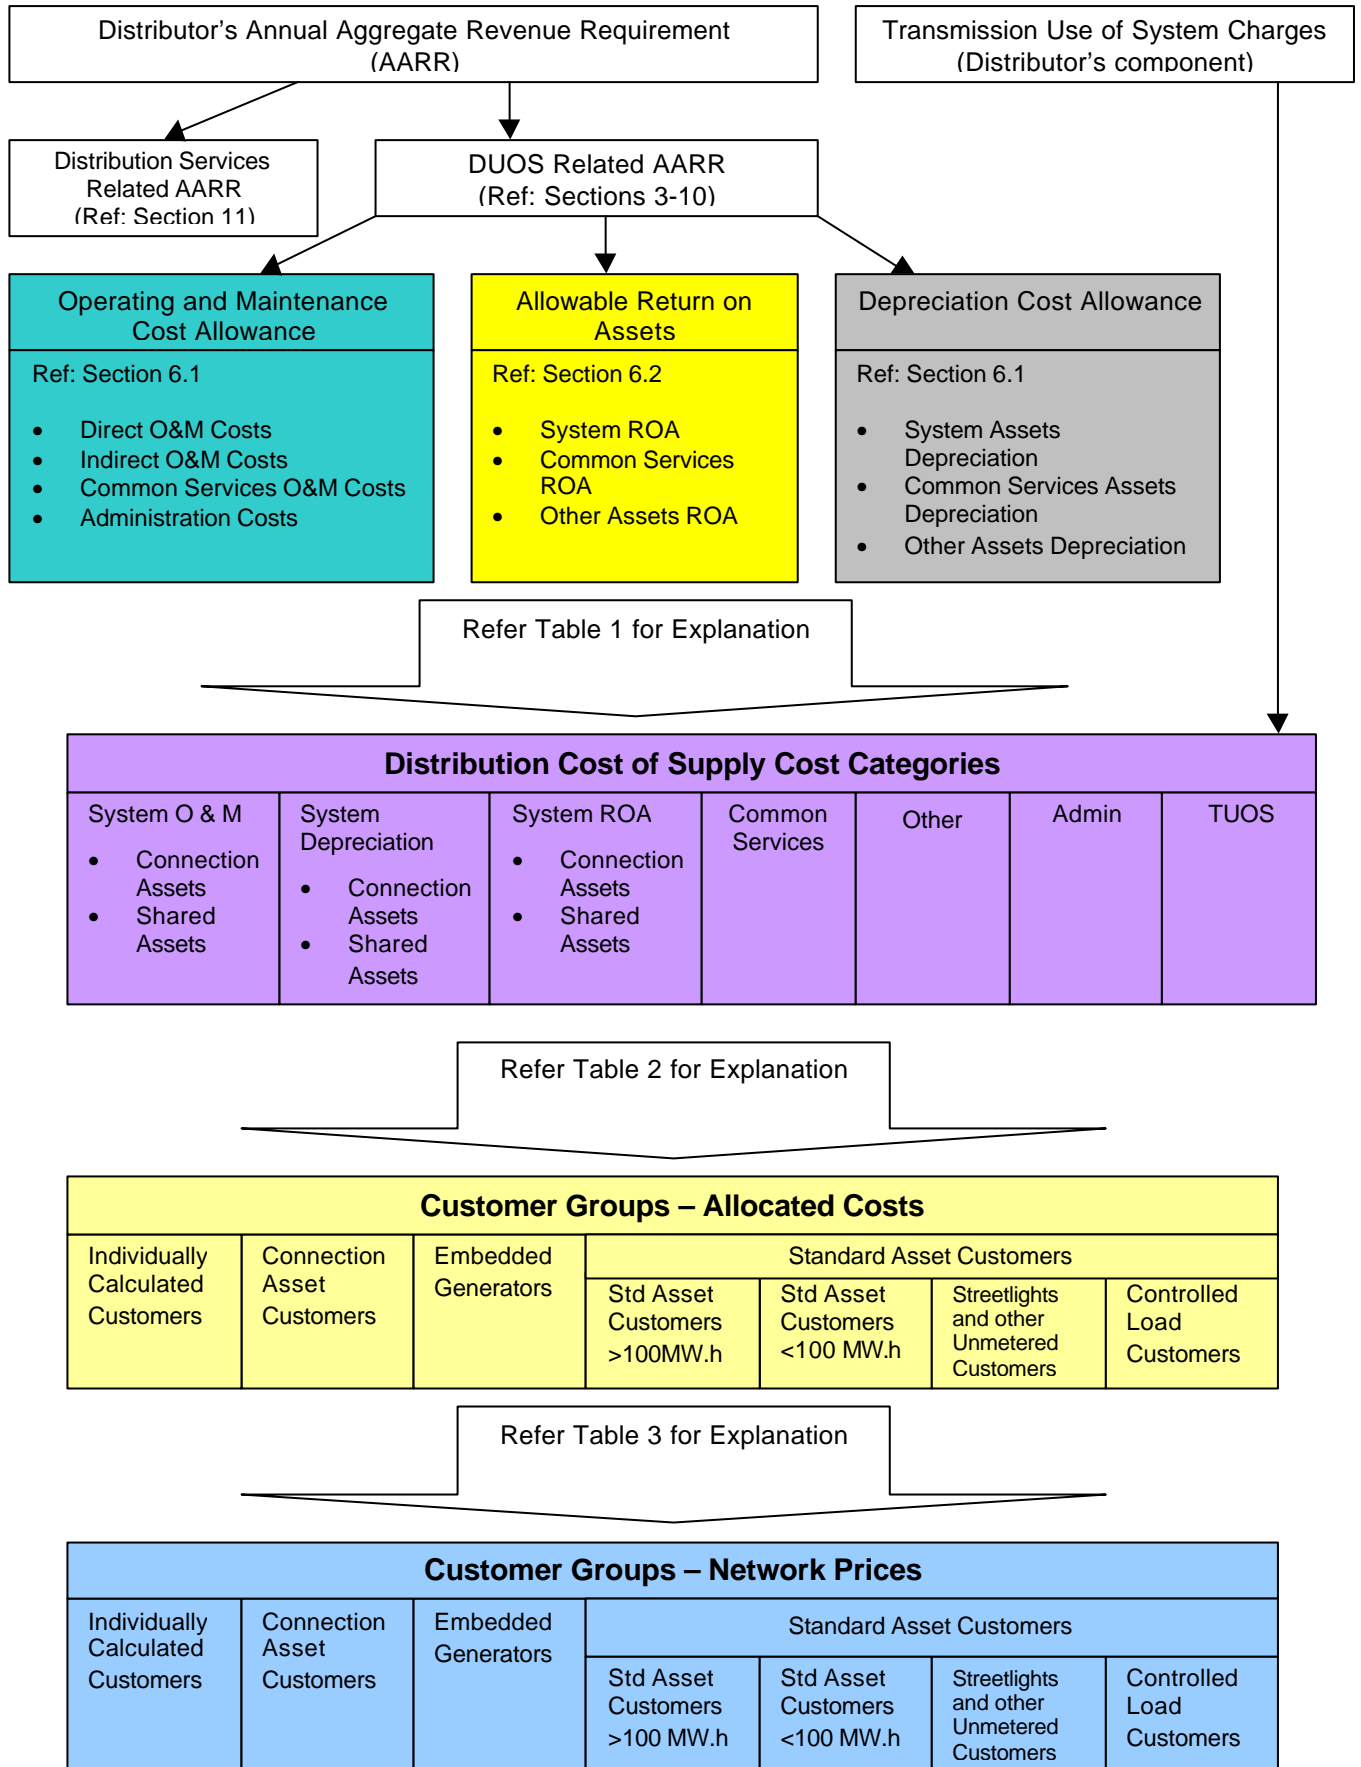 Distributor's Annual Aggregate Revenue Requirement
(AARR)
Transmission Use of System Charges
(Distributor's component)
Distribution Services
Related AARR
(Ref: Section 11)
DUOS Related AARR
(Ref: Sections 3-10)
Operating and Maintenance
Cost Allowance
Ref: Section 6.1
• Direct O&M Costs
• Indirect O&M Costs
• Common Services O&M Costs
• Administration Costs
Allowable Return on
Assets
Ref: Section 6.2
• System ROA
• Common Services
ROA
• Other Assets ROA
Depreciation Cost Allowance
Ref: Section 6.1
• System Assets
Depreciation
• Common Services Assets
Depreciation
• Other Assets Depreciation
Refer Table 1 for Explanation
Distribution Cost of Supply Cost Categories
System O & M
• Connection
Assets
• Shared
Assets
System
Depreciation
• Connection
Assets
• Shared
Assets
System ROA
• Connection
Assets
• Shared
Assets
Common
Services
Other
Admin
TUOS
Refer Table 2 for Explanation
Customer Groups – Allocated Costs
Individually
Calculated
Customers
Connection
Asset
Customers
Embedded
Generators
Standard Asset Customers
Std Asset
Customers
>100MW.h
Std Asset
Customers
<100 MW.h
Streetlights
and other
Unmetered
Customers
Controlled
Load
Customers
Refer Table 3 for Explanation
Customer Groups – Network Prices
Individually
Calculated
Customers
Connection
Asset
Customers
Embedded
Generators
Standard Asset Customers
Std Asset
Customers
>100 MW.h
Std Asset
Customers
<100 MW.h
Streetlights
and other
Unmetered
Customers
Controlled
Load
Customers